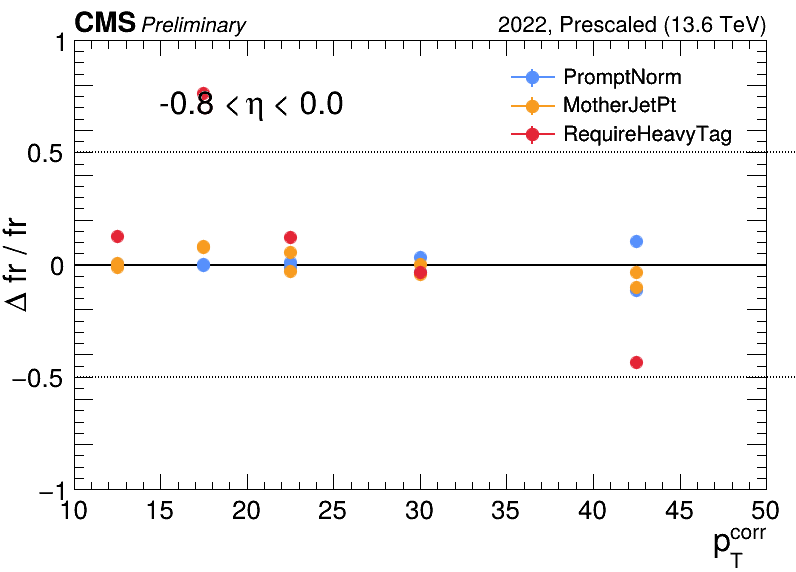 CMS Preliminary 2022, Prescaled (13.6 TeV)
1
-0.8 < η < 0.0
PromptNorm
MotherJetPt
RequireHeavyTag
0.5
0
−0.5
−1
Δ fr / fr
10 15 20 25 30 35 40 45 50
p_T^corr